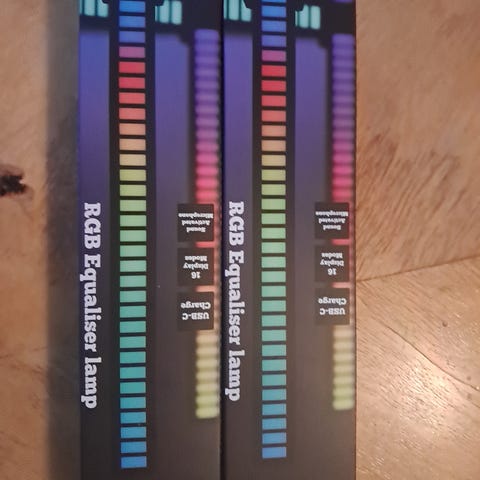 RGB Equaliser lamp
Sound
Activated
Microphone
16
Display
Modes
USB-C
Charge
RGB Equaliser lamp
Sound
Activated
Microphone
16
Display
Modes
USB-C
Charge